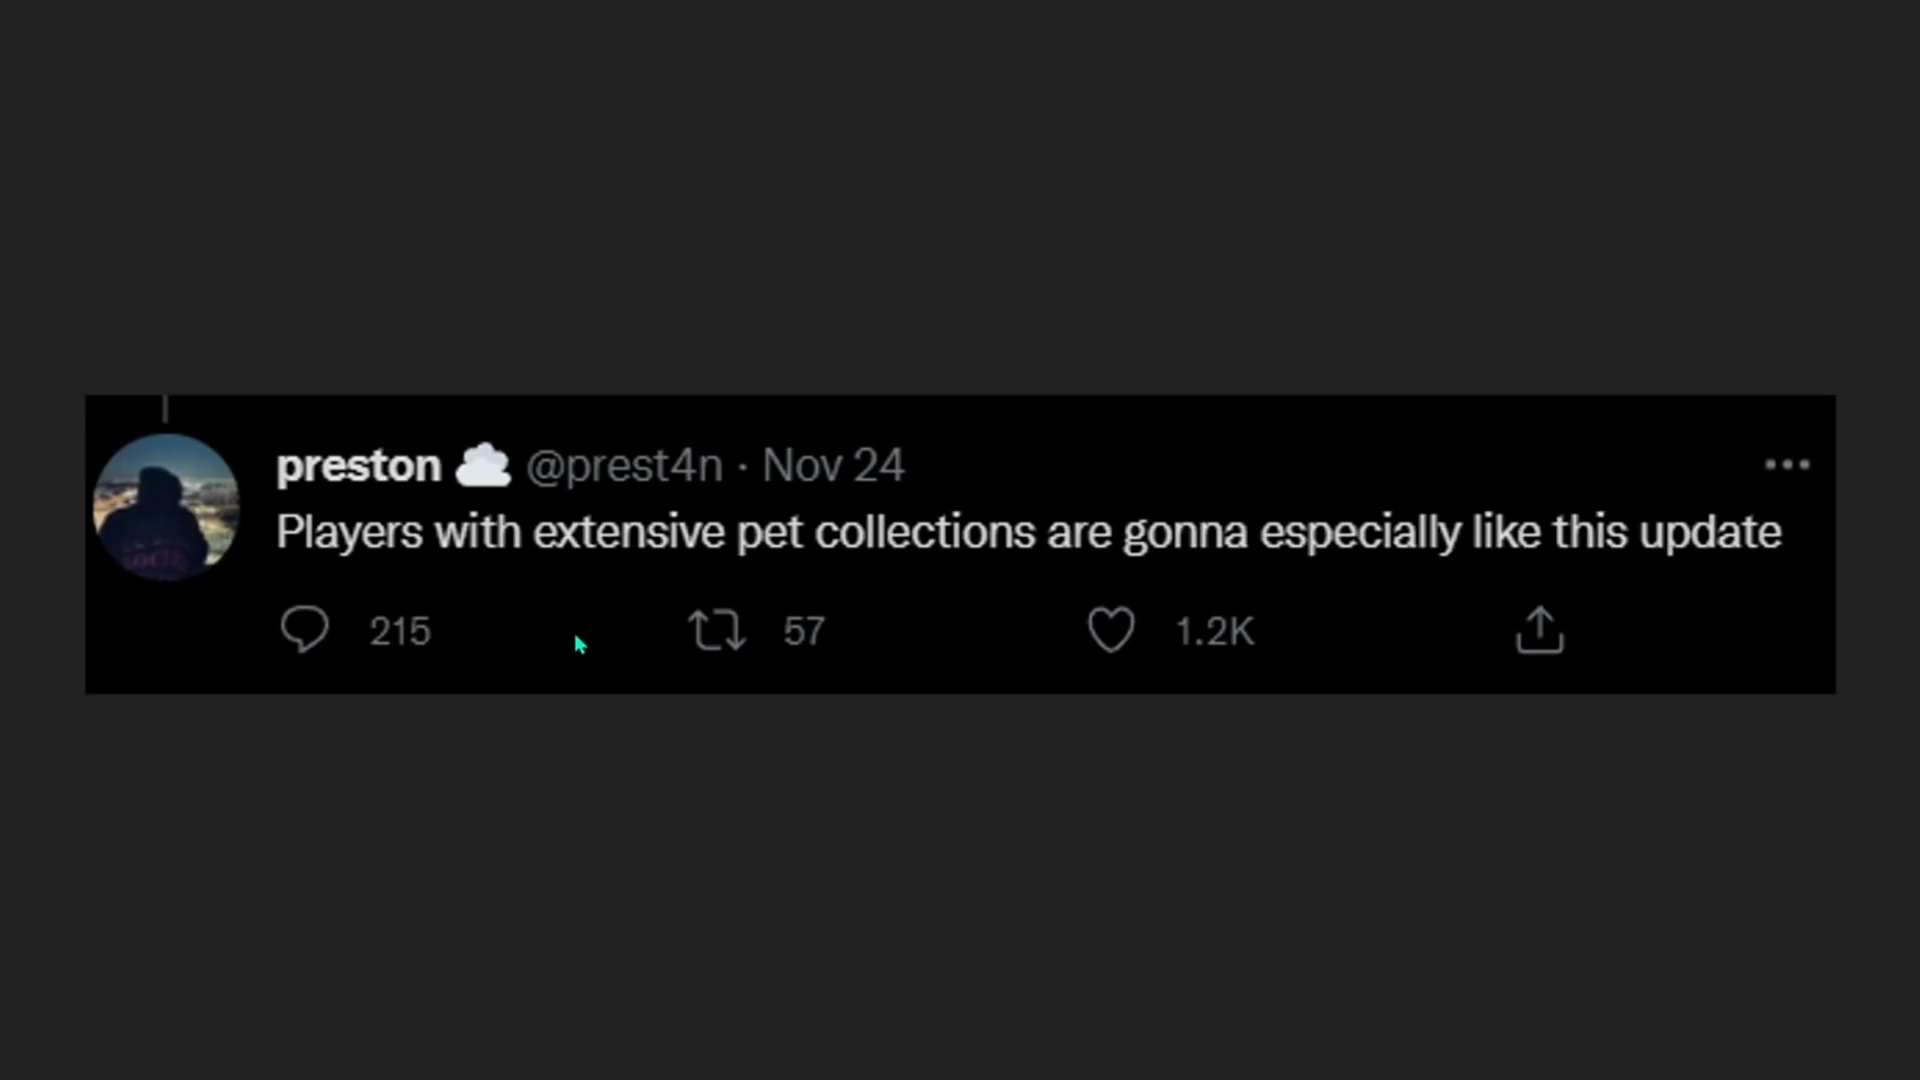 preston ☁️ @prest4n · Nov 24
Players with extensive pet collections are gonna especially like this update
215 57 1.2K